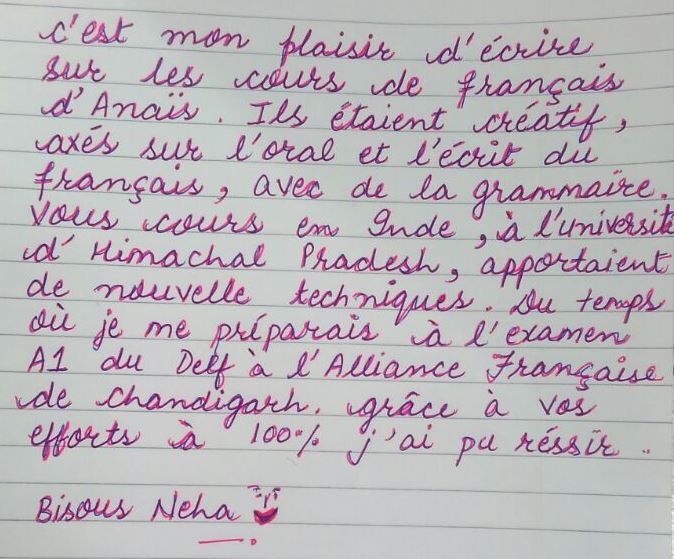 c'est mon plaisir d'écrire
sur les cours de français
d'Anaïs. Ils étaient créatif,
axés sur l'oral et l'écrit du
français, avec de la grammaire.
Vous cours en Inde, à l'université
d'Himachal Pradesh, apportaient
de nouvelle techniques. Du temps
où je me préparais à l'examen
A1 du Delf à l'Alliance Française
de Chandigarh. grâce à vos
efforts à 100% j'ai pu réssir.
Bisous Neha